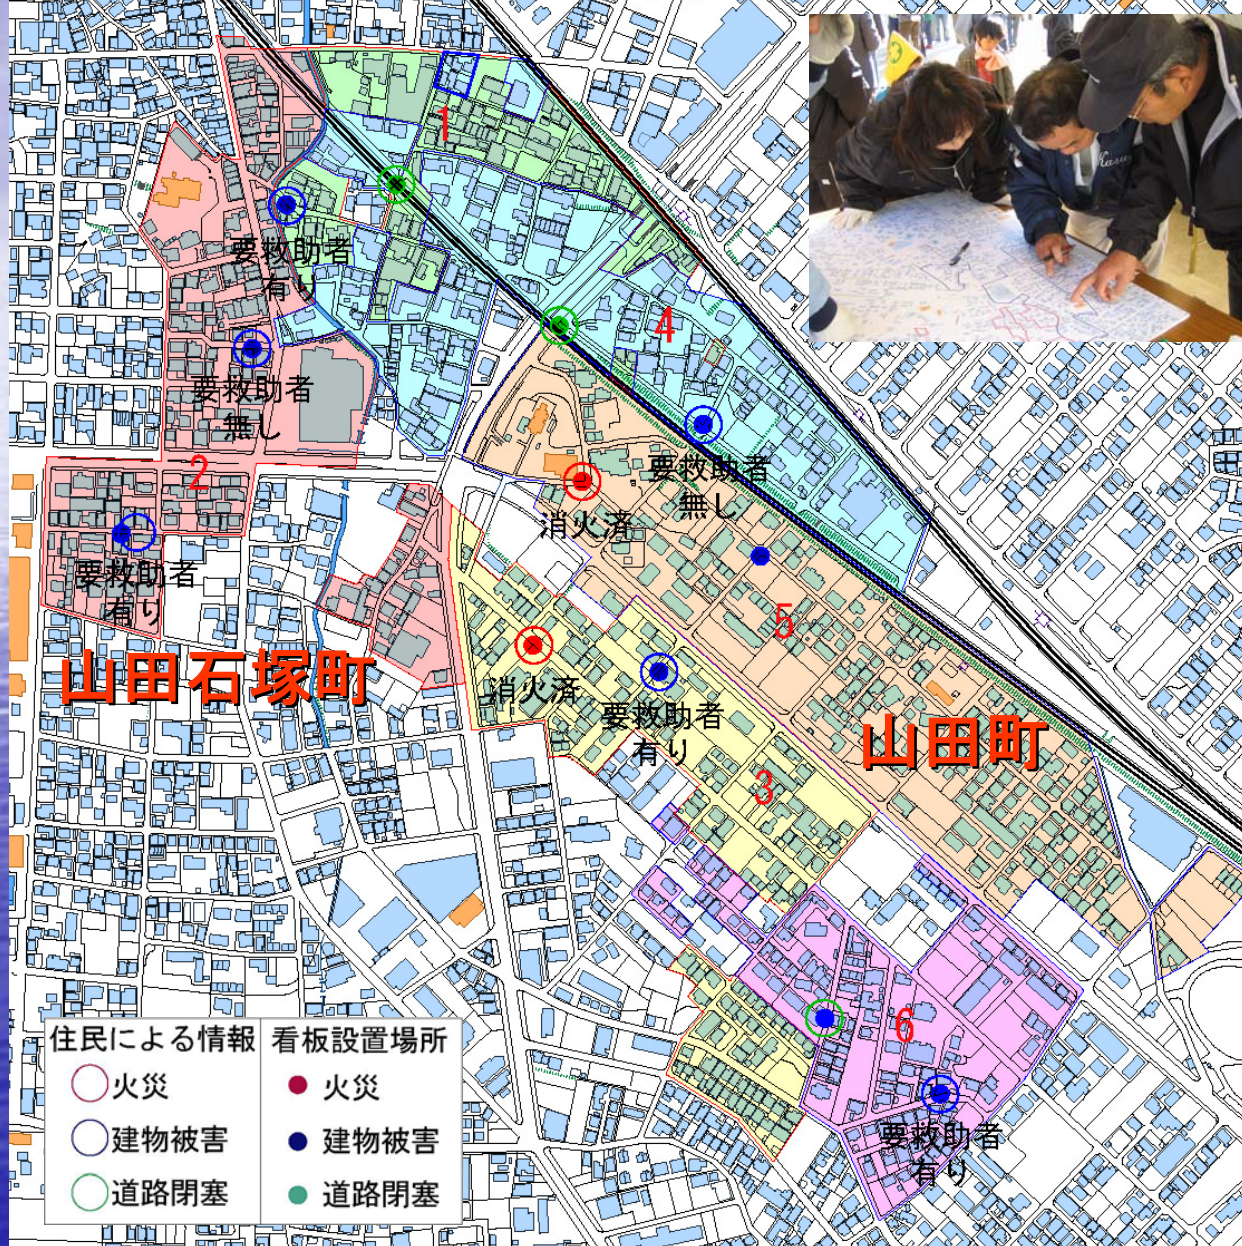 1
要救助者
有り
4
要救助者
無し
2
要救助者
無し
消火済
要救助者
有り
5
山田石塚町
消火済
要救助者
有り
山田町
3
6
要救助者
有り
住民による情報
火災
建物被害
道路閉塞
看板設置場所
火災
建物被害
道路閉塞